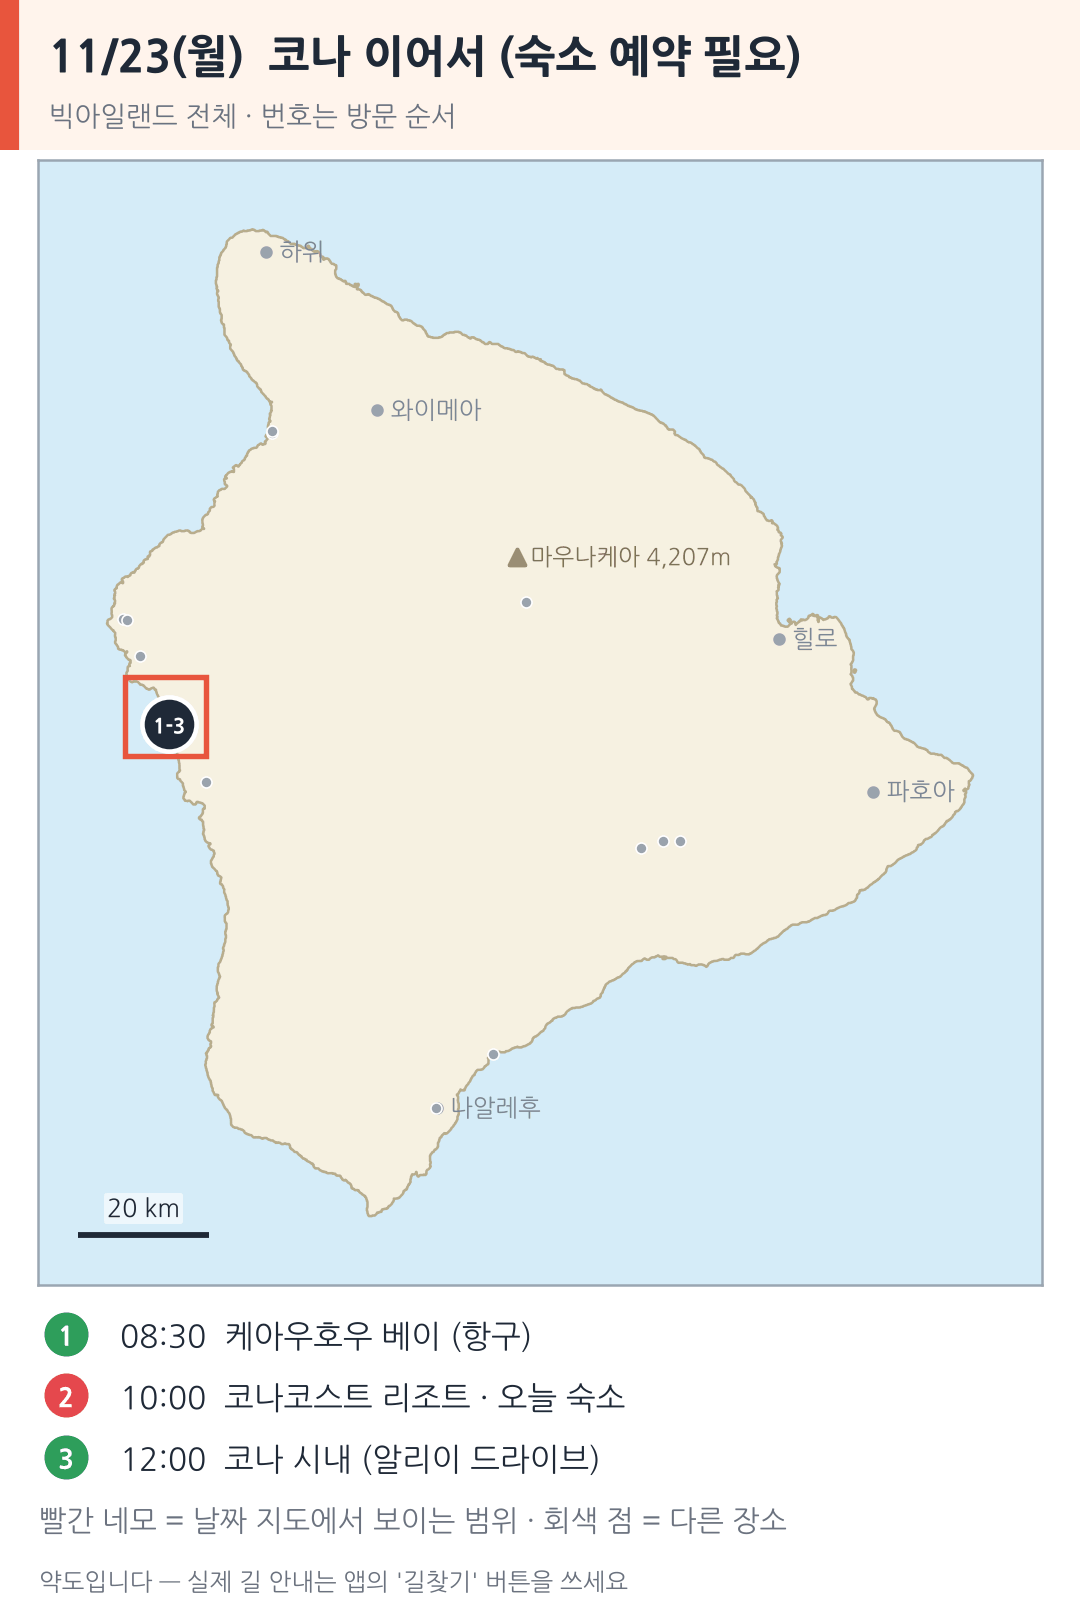 11/23(월) 코나 이어서 (숙소 예약 필요)
빅아일랜드 전체 · 번호는 방문 순서
하위
와이메아
마우나케아 4,207m
힐로
1-3
파호아
나알레후
20 km
1 08:30 케아우호우 베이 (항구)
2 10:00 코나코스트 리조트 · 오늘 숙소
3 12:00 코나 시내 (알리이 드라이브)
빨간 네모 = 날짜 지도에서 보이는 범위 · 회색 점 = 다른 장소
약도입니다 — 실제 길 안내는 앱의 '길찾기' 버튼을 쓰세요